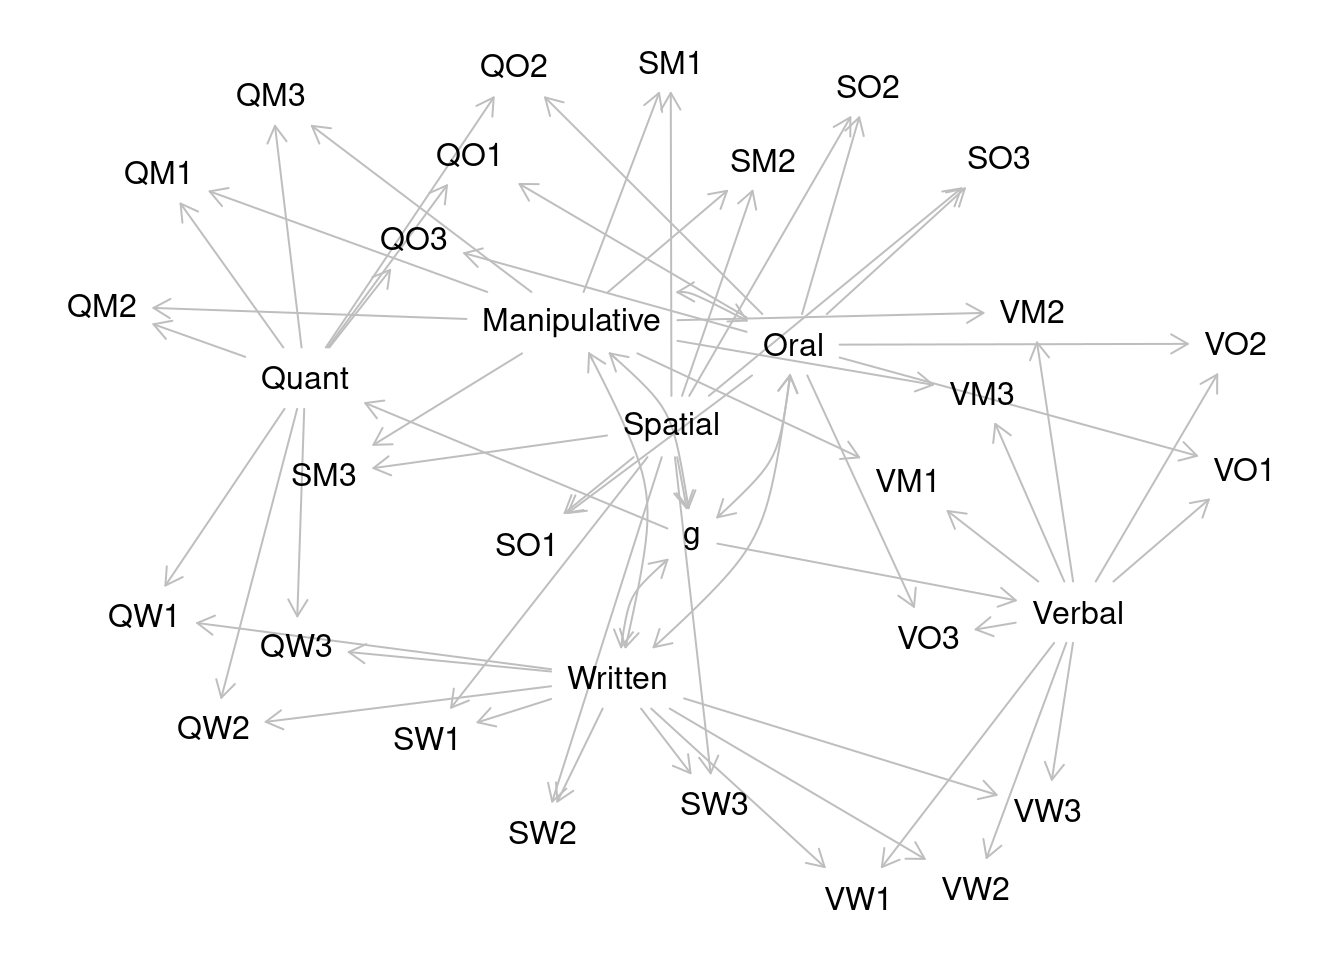 SM1
QO2
SO2
QM3
QO1
SM2
SO3
QM1
QO3
QM2
VM2
Manipulative
Oral
VO2
Quant
VM3
Spatial
SM3
VM1
VO1
g
SO1
QW1
Verbal
VO3
QW3
Written
QW2
SW1
SW3
VW3
SW2
VW2
VW1